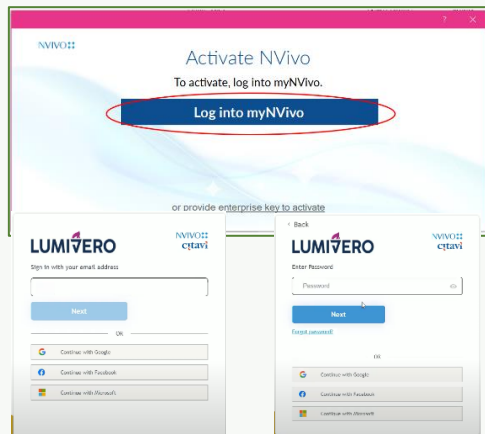 NVIVO
Activate NVivo
To activate, log into myNVivo.
Log into myNVivo
or provide enterprise key to activate
LUMIVERO
NVIVO
citavi
Sign in with your email address
Next
OR
Continue with Google
Continue with Facebook
Continue with Microsoft
Back
LUMIVERO
NVIVO
citavi
Enter Password
Password
Next
Forgot password?
OR
Continue with Google
Continue with Facebook
Continue with Microsoft